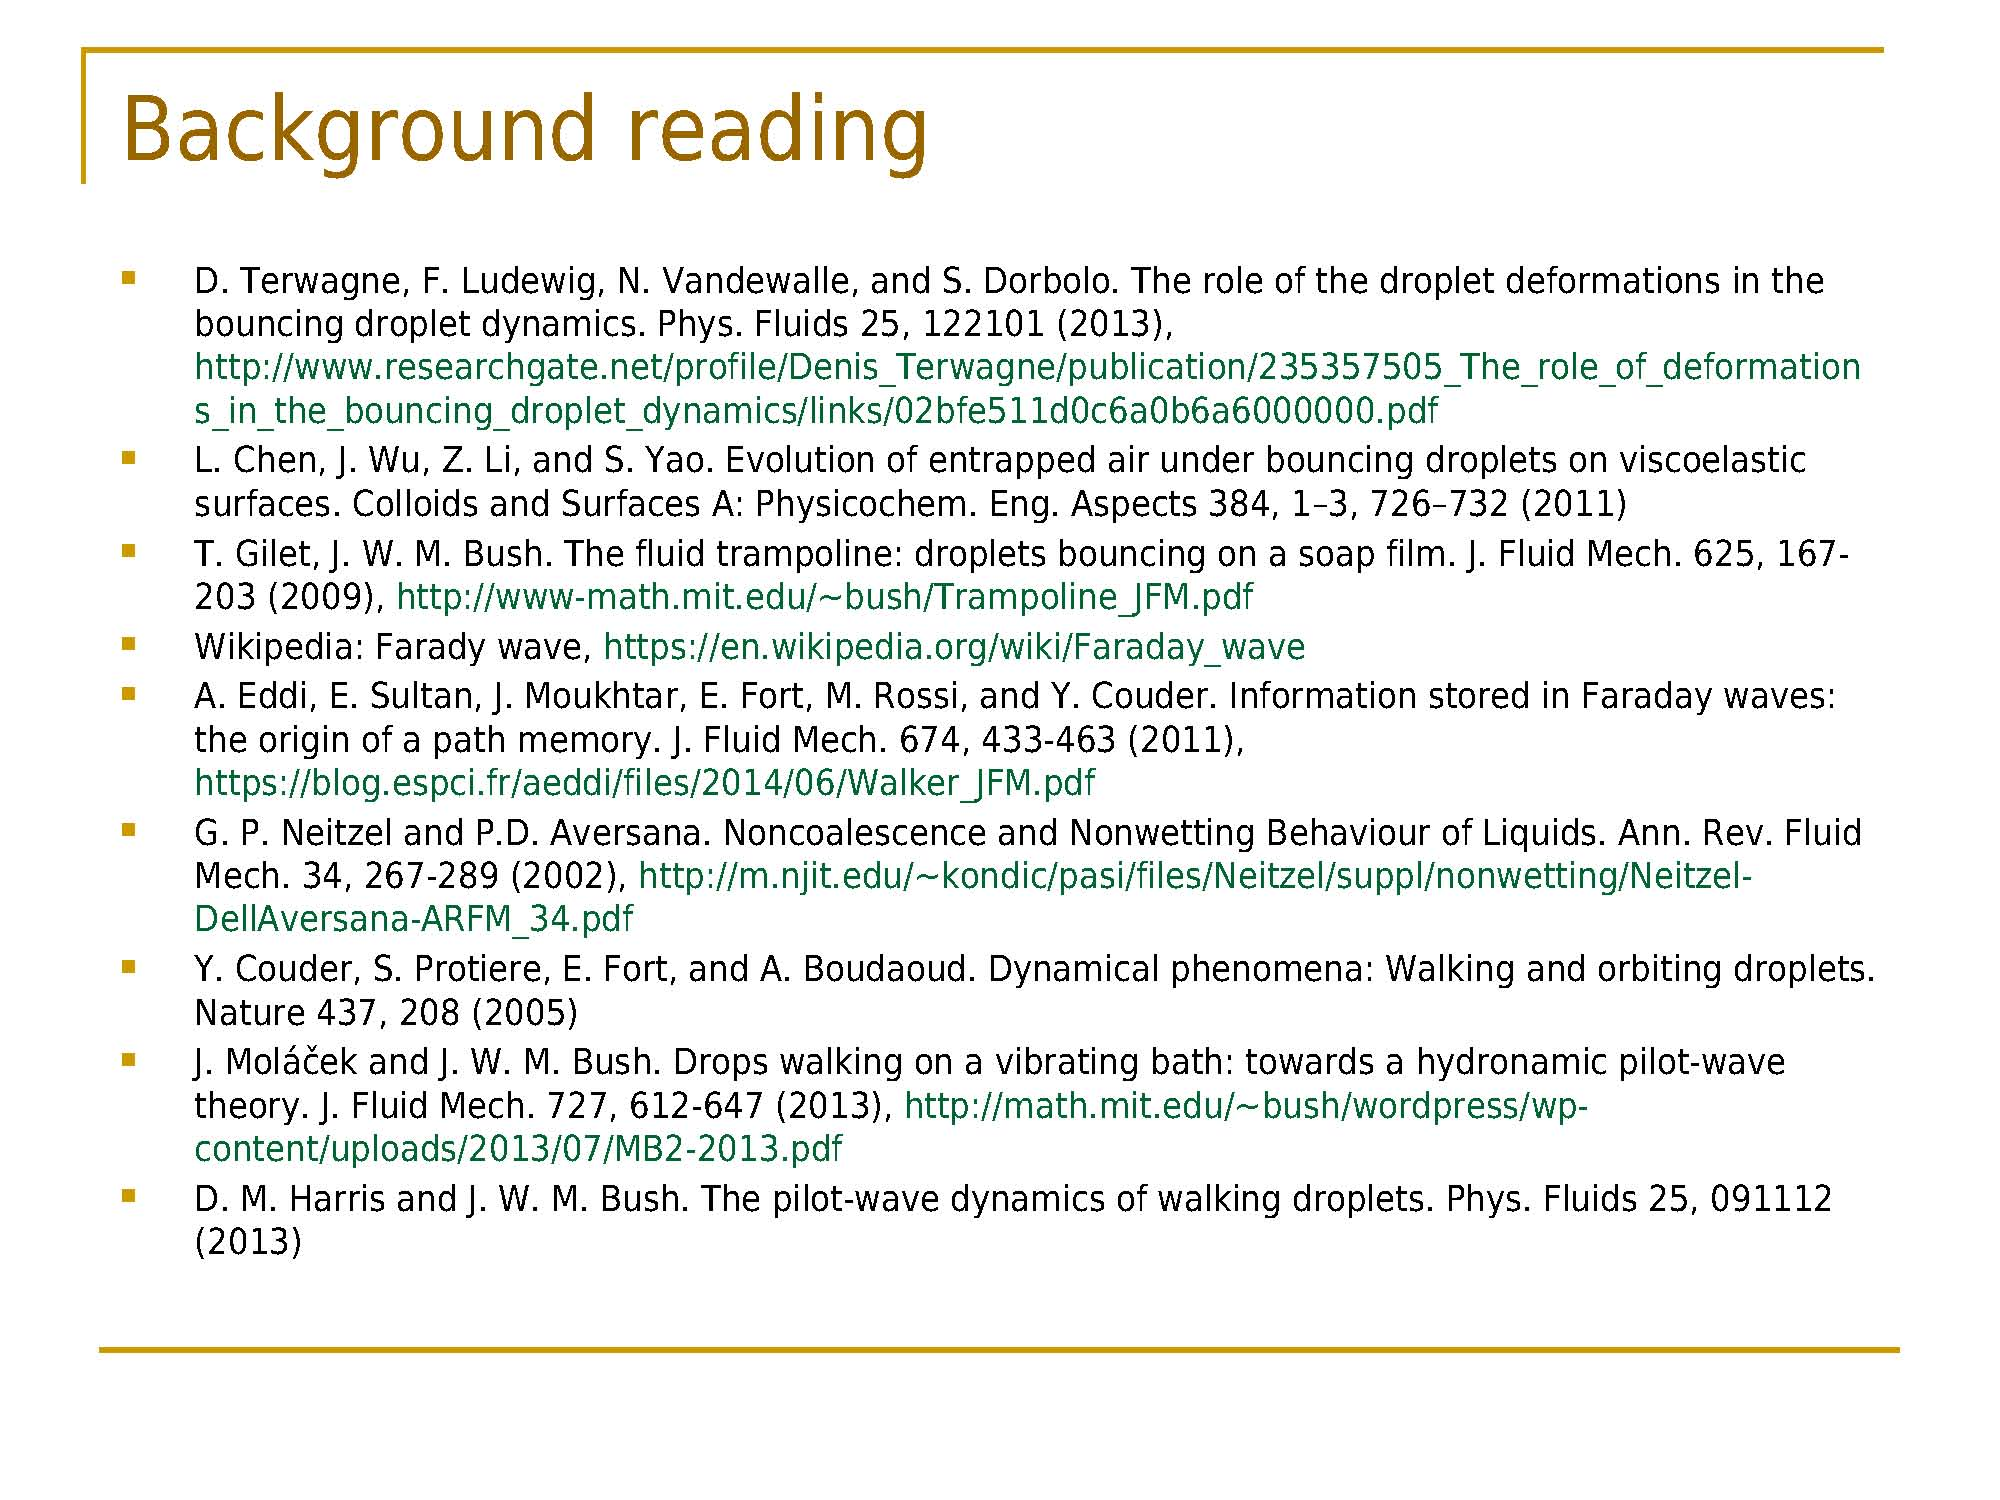 Background reading
D. Terwagne, F. Ludewig, N. Vandewalle, and S. Dorbolo. The role of the droplet deformations in the
bouncing droplet dynamics. Phys. Fluids 25, 122101 (2013),
http://www.researchgate.net/profile/Denis_Terwagne/publication/235357505_The_role_of_deformation
s_in_the_bouncing_droplet_dynamics/links/02bfe511d0c6a0b6a6000000.pdf
L. Chen, J. Wu, Z. Li, and S. Yao. Evolution of entrapped air under bouncing droplets on viscoelastic
surfaces. Colloids and Surfaces A: Physicochem. Eng. Aspects 384, 1–3, 726–732 (2011)
T. Gilet, J. W. M. Bush. The fluid trampoline: droplets bouncing on a soap film. J. Fluid Mech. 625, 167-
203 (2009), http://www-math.mit.edu/~bush/Trampoline_JFM.pdf
Wikipedia: Farady wave, https://en.wikipedia.org/wiki/Faraday_wave
A. Eddi, E. Sultan, J. Moukhtar, E. Fort, M. Rossi, and Y. Couder. Information stored in Faraday waves:
the origin of a path memory. J. Fluid Mech. 674, 433-463 (2011),
https://blog.espci.fr/aeddi/files/2014/06/Walker_JFM.pdf
G. P. Neitzel and P.D. Aversana. Noncoalescence and Nonwetting Behaviour of Liquids. Ann. Rev. Fluid
Mech. 34, 267-289 (2002), http://m.njit.edu/~kondic/pasi/files/Neitzel/suppl/nonwetting/Neitzel-
DellAversana-ARFM_34.pdf
Y. Couder, S. Protiere, E. Fort, and A. Boudaoud. Dynamical phenomena: Walking and orbiting droplets.
Nature 437, 208 (2005)
J. Moláček and J. W. M. Bush. Drops walking on a vibrating bath: towards a hydronamic pilot-wave
theory. J. Fluid Mech. 727, 612-647 (2013), http://math.mit.edu/~bush/wordpress/wp-
content/uploads/2013/07/MB2-2013.pdf
D. M. Harris and J. W. M. Bush. The pilot-wave dynamics of walking droplets. Phys. Fluids 25, 091112
(2013)